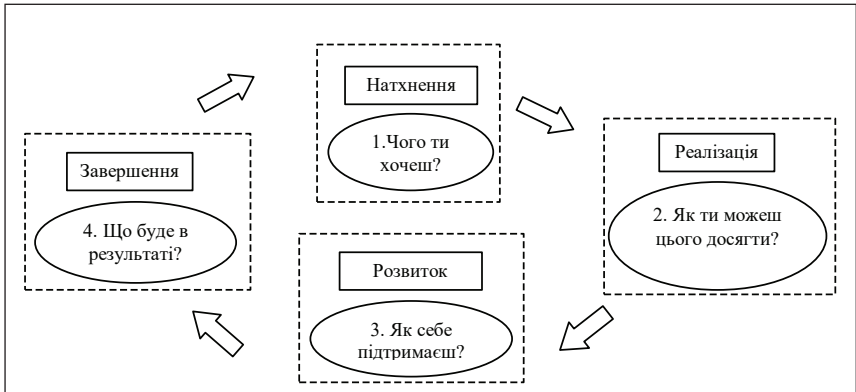 Натхнення
1.Чого ти
хочеш?
Реалізація
2. Як ти можеш
цього досягти?
Розвиток
3. Як себе
підтримаєш?
Завершення
4. Що буде в
результаті?